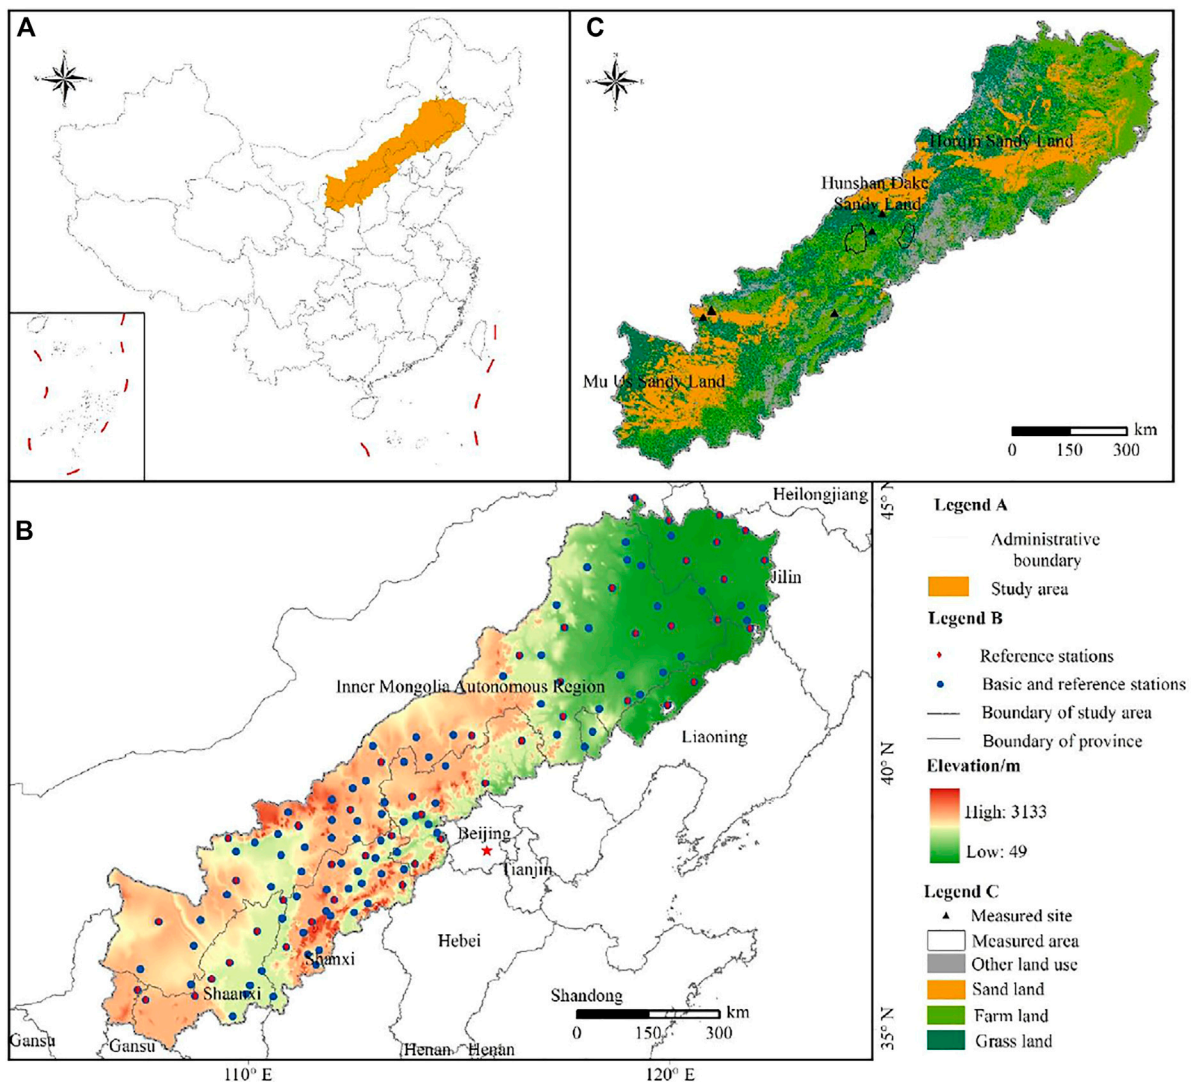 A
C
Horqin Sandy Land
Hunshan Dake
Sandy Land
Mu Us Sandy Land
km
0 150 300
B
Heilongjiang
Jilin
Inner Mongolia Autonomous Region
Liaoning
Beijing
Tianjin
Hebei
Shanxi
Shaanxi
Shandong
km
0 150 300
Gansu
Gansu
Henan
Henan
110° E
120° E
45° N
40° N
35° N
Legend A
Administrative
boundary
Study area
Legend B
Reference stations
Basic and reference stations
Boundary of study area
Boundary of province
Elevation/m
High: 3133
Low: 49
Legend C
Measured site
Measured area
Other land use
Sand land
Farm land
Grass land